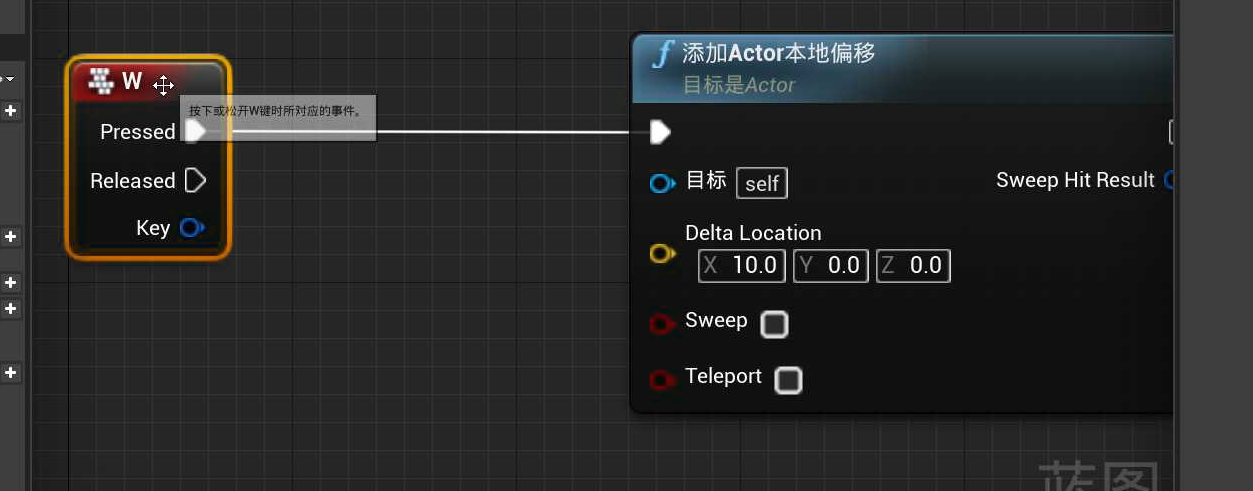 W
按下或松开W键时所对应的事件。
Pressed
Released
Key
添加Actor本地偏移
目标是Actor
目标 self
Sweep Hit Result
Delta Location
X 10.0 Y 0.0 Z 0.0
Sweep
Teleport
蓝图